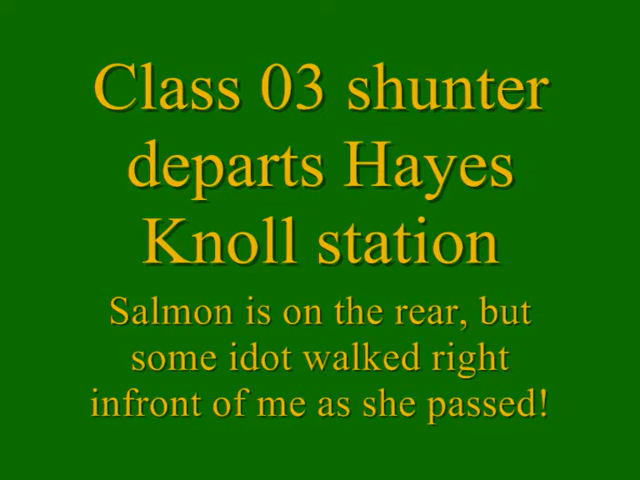 Class 03 shunter
departs Hayes
Knoll station
Salmon is on the rear, but
some idot walked right
infront of me as she passed!